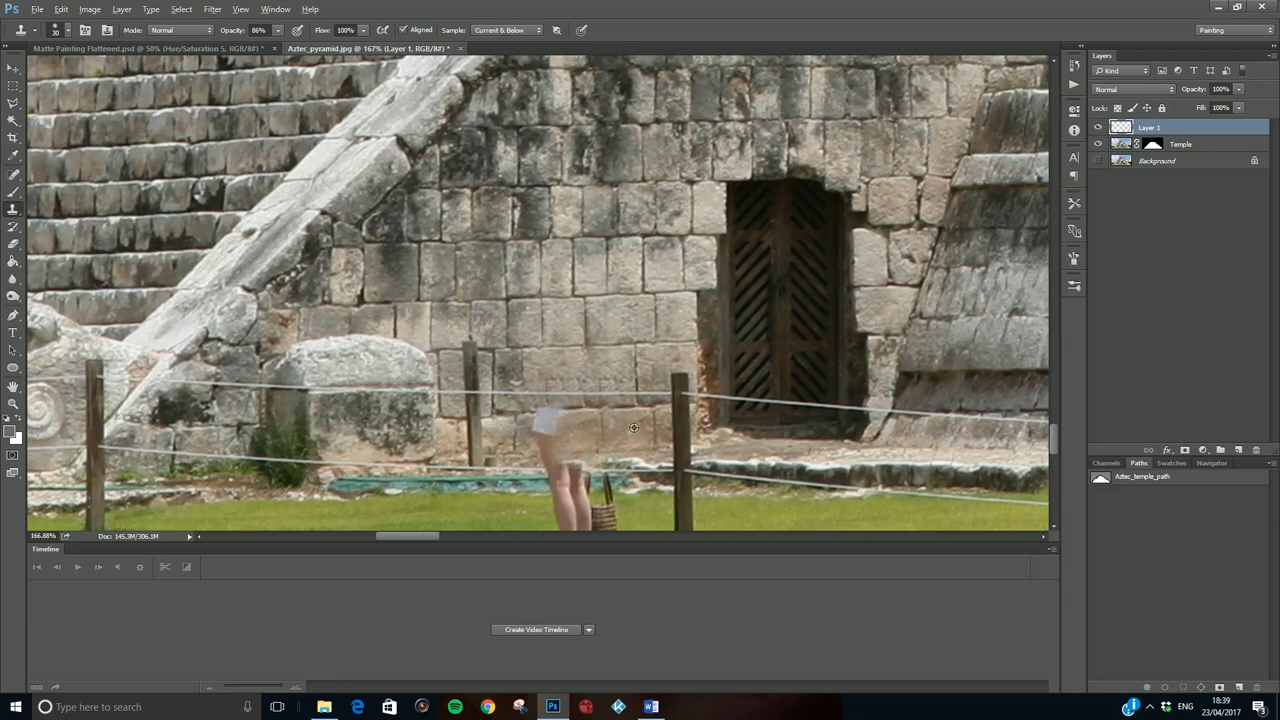 Ps File Edit Image Layer Type Select Filter View Window Help
30 Mode: Normal Opacity: 86% Flow: 100% Aligned Sample: Current & Below Painting
Matte Painting Flattened.psd @ 50% (Hue/Saturation 5, RGB/8#) * × Aztec_pyramid.jpg @ 167% (Layer 1, RGB/8#) * ×
Layers
Kind
Normal Opacity: 100%
Lock: Fill: 100%
Layer 1
Temple
Background
Channels Paths Swatches Navigator
Aztec_temple_path
166.88% Doc: 145.3M/306.1M
Timeline
Create Video Timeline
Type here to search
ENG
18:39
23/04/2017